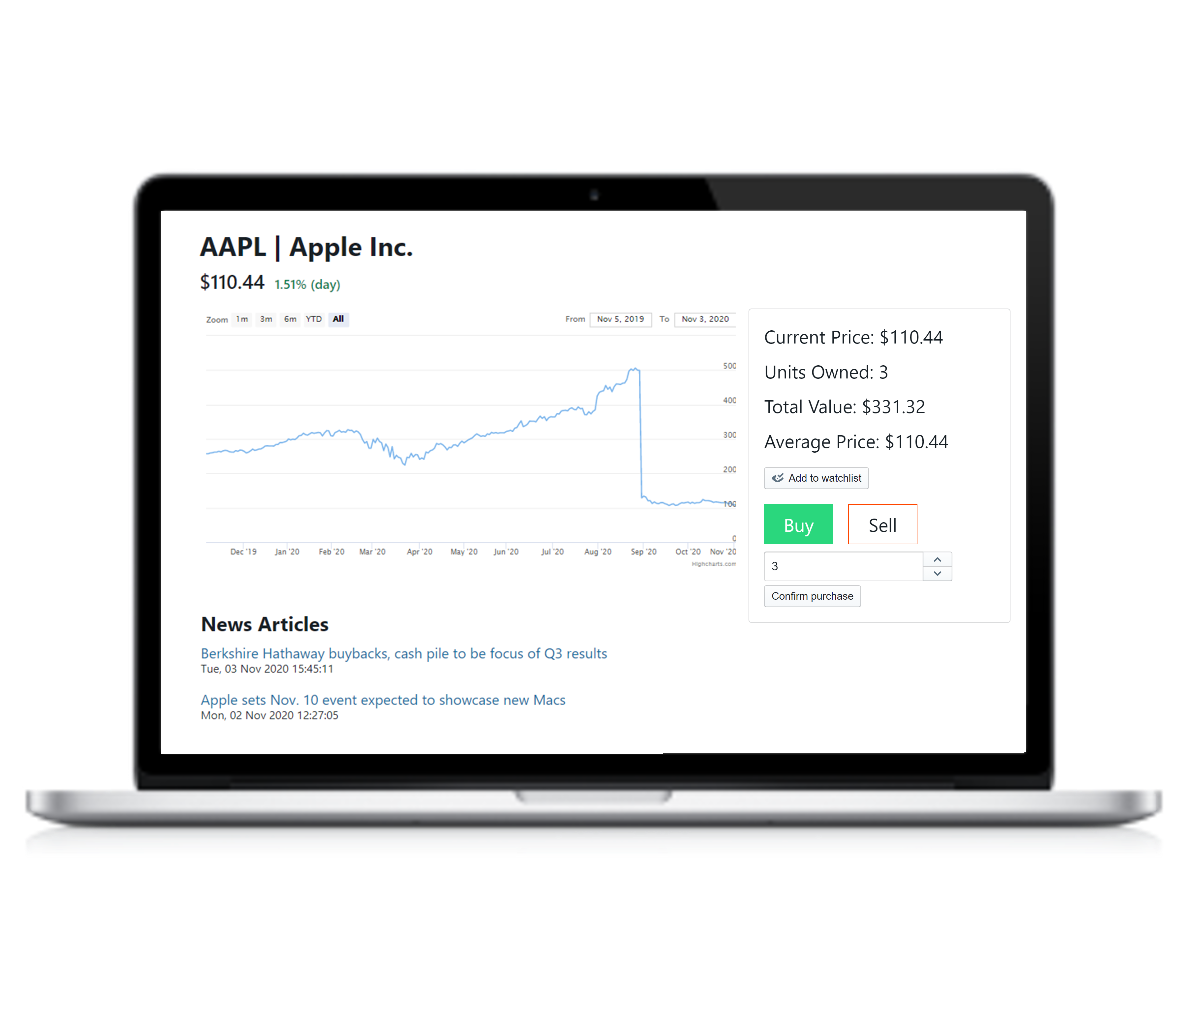 AAPL | Apple Inc.
$110.44 1.51% (day)
Zoom 1m 3m 6m YTD All From Nov 5, 2019 To Nov 3, 2020
500
400
300
200
100
0
Dec '19 Jan '20 Feb '20 Mar '20 Apr '20 May '20 Jun '20 Jul '20 Aug '20 Sep '20 Oct '20 Nov '20
Highcharts.com
Current Price: $110.44
Units Owned: 3
Total Value: $331.32
Average Price: $110.44
Add to watchlist
Buy Sell
3
Confirm purchase
News Articles
Berkshire Hathaway buybacks, cash pile to be focus of Q3 results
Tue, 03 Nov 2020 15:45:11
Apple sets Nov. 10 event expected to showcase new Macs
Mon, 02 Nov 2020 12:27:05